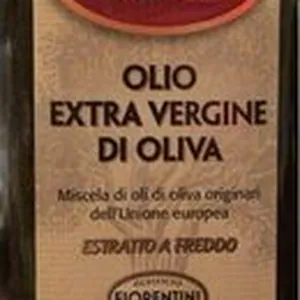 OLIO
EXTRA VERGINE
DI OLIVA
Miscela di oli di oliva originari
dell'Unione europea
ESTRATTO A FREDDO
FIORENTINI